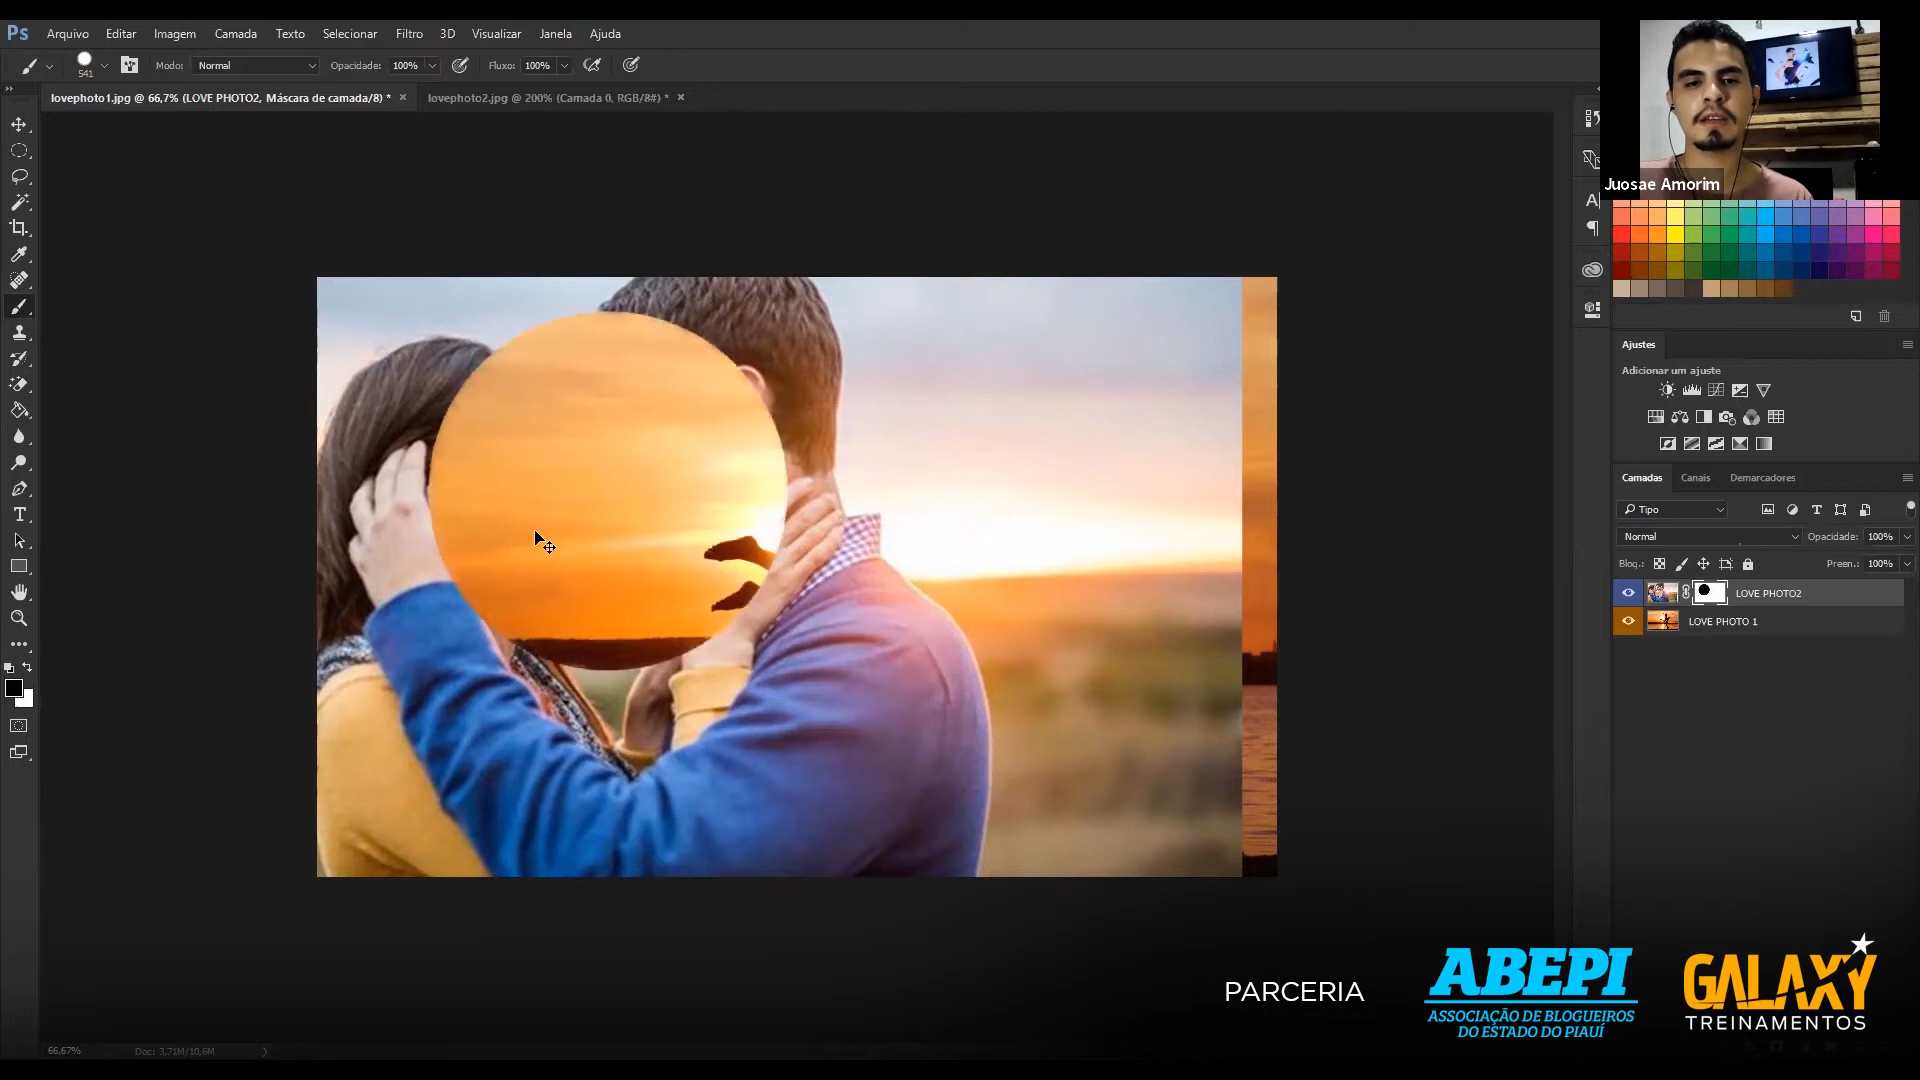 Ps Arquivo Editar Imagem Camada Texto Selecionar Filtro 3D Visualizar Janela Ajuda
541 Modo: Normal Opacidade: 100% Fluxo: 100%
lovephoto1.jpg @ 66,7% (LOVE PHOTO2, Máscara de camada/8) * × lovephoto2.jpg @ 200% (Camada 0, RGB/8#) * ×
Juosae Amorim
Ajustes
Adicionar um ajuste
Camadas Canais Demarcadores
Tipo
Normal Opacidade: 100%
Bloq.: Preen.: 100%
LOVE PHOTO2
LOVE PHOTO 1
PARCERIA
ABEPI
ASSOCIAÇÃO DE BLOGUEIROS
DO ESTADO DO PIAUÍ
GALAXY
TREINAMENTOS
66,67% Doc: 3,71M/10,6M